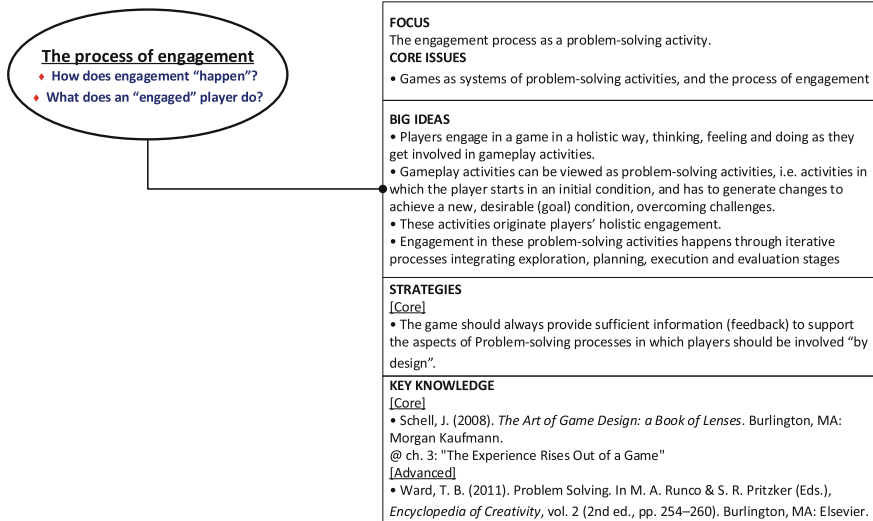 The process of engagement
♦ How does engagement “happen”?
♦ What does an “engaged” player do?
FOCUS
The engagement process as a problem-solving activity.
CORE ISSUES
• Games as systems of problem-solving activities, and the process of engagement
BIG IDEAS
• Players engage in a game in a holistic way, thinking, feeling and doing as they
get involved in gameplay activities.
• Gameplay activities can be viewed as problem-solving activities, i.e. activities in
which the player starts in an initial condition, and has to generate changes to
achieve a new, desirable (goal) condition, overcoming challenges.
• These activities originate players’ holistic engagement.
• Engagement in these problem-solving activities happens through iterative
processes integrating exploration, planning, execution and evaluation stages
STRATEGIES
[Core]
• The game should always provide sufficient information (feedback) to support
the aspects of Problem-solving processes in which players should be involved “by
design”.
KEY KNOWLEDGE
[Core]
• Schell, J. (2008). The Art of Game Design: a Book of Lenses. Burlington, MA:
Morgan Kaufmann.
@ ch. 3: "The Experience Rises Out of a Game"
[Advanced]
• Ward, T. B. (2011). Problem Solving. In M. A. Runco & S. R. Pritzker (Eds.),
Encyclopedia of Creativity, vol. 2 (2nd ed., pp. 254–260). Burlington, MA: Elsevier.